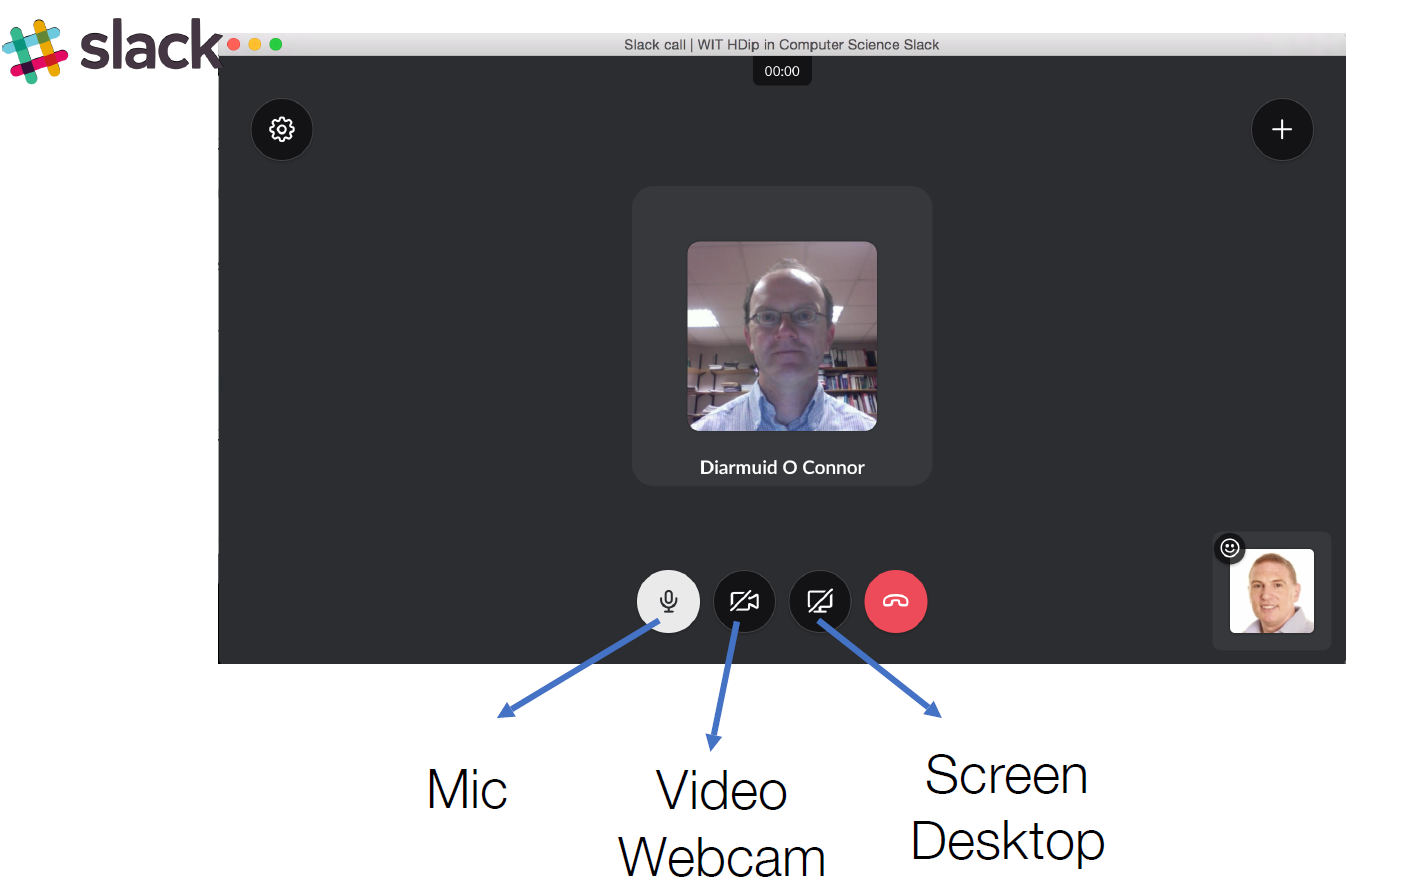 slack
Slack call | WIT HDip in Computer Science Slack
00:00
Diarmuid O Connor
Mic
Video
Webcam
Screen
Desktop